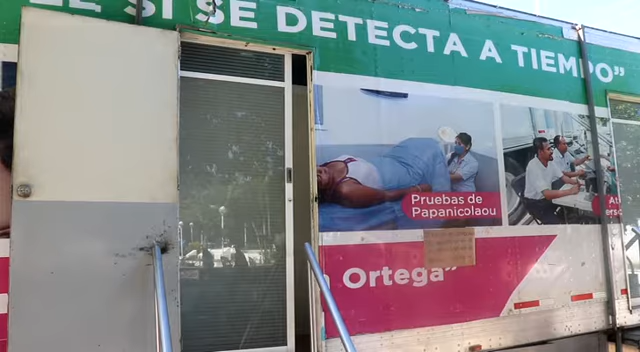 SI SE DETECTA A TIEMPO”
Pruebas de
Papanicolaou
Ortega”